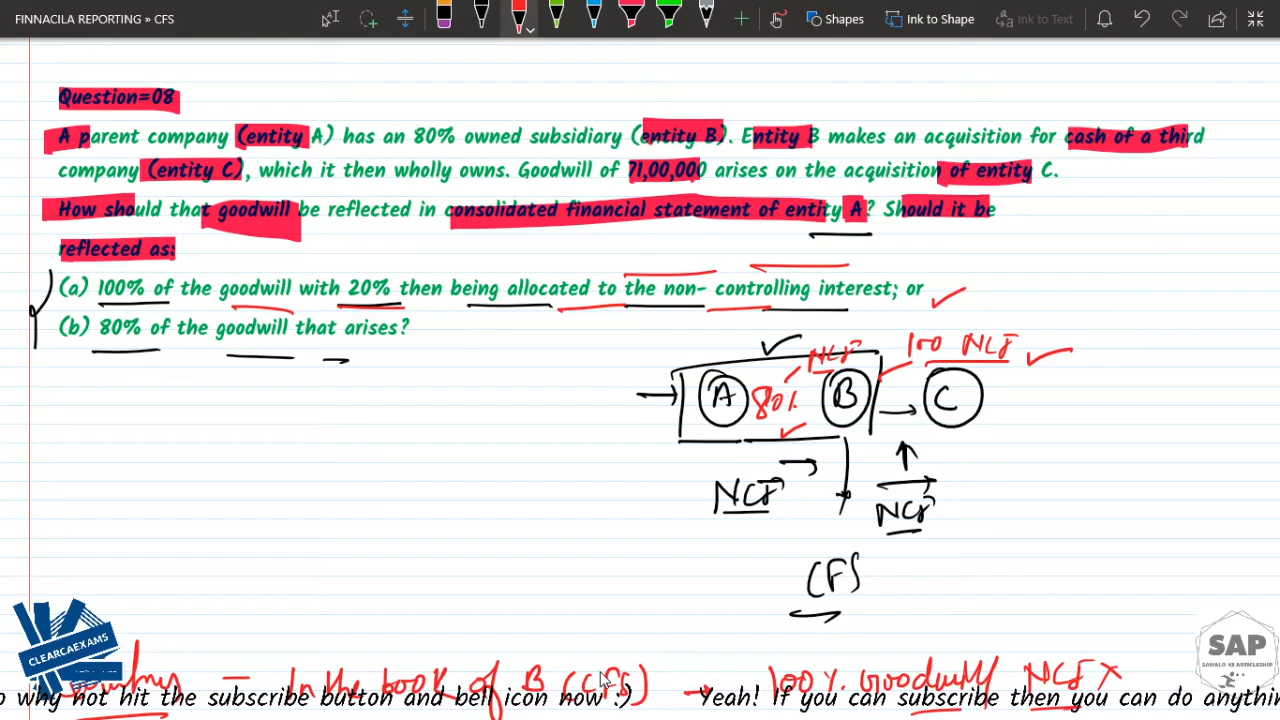 FINNACILA REPORTING » CFS
Shapes
Ink to Shape
Ink to Text
Question=08
A parent company (entity A) has an 80% owned subsidiary (entity B). Entity B makes an acquisition for cash of a third
company (entity C), which it then wholly owns. Goodwill of 71,00,000 arises on the acquisition of entity C.
How should that goodwill be reflected in consolidated financial statement of entity A? Should it be
reflected as:
(a) 100% of the goodwill with 20% then being allocated to the non- controlling interest; or
(b) 80% of the goodwill that arises?
NCI
100 NCI
A 80% B C
NCI
NCI
CFS
CLEARCAEXAMS
SAP
SAWALO KA ARTICLESHIP
– In the book of B (CFS) → 100% Goodwill NCI X
o why not hit the subscribe button and bell icon now :) Yeah! If you can subscribe then you can do anythin